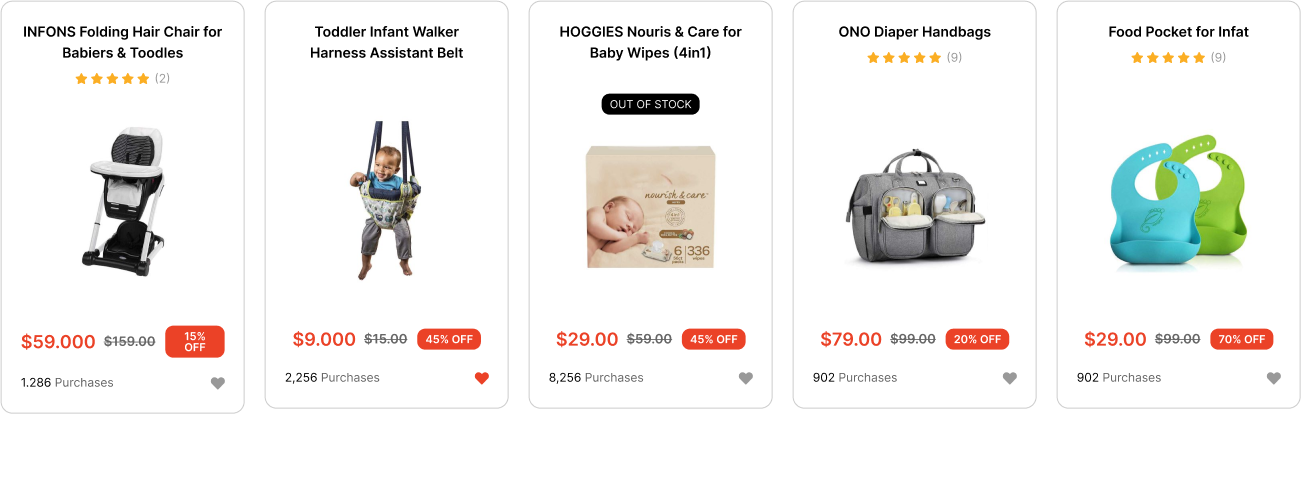 INFONS Folding Hair Chair for
Babiers & Toodles
(2)
$59.000 $159.00 15%
OFF
1.286 Purchases
Toddler Infant Walker
Harness Assistant Belt
$9.000 $15.00 45% OFF
2,256 Purchases
HOGGIES Nouris & Care for
Baby Wipes (4in1)
OUT OF STOCK
nourish & care
6 336
wipes
$29.00 $59.00 45% OFF
8,256 Purchases
ONO Diaper Handbags
(9)
$79.00 $99.00 20% OFF
902 Purchases
Food Pocket for Infat
(9)
$29.00 $99.00 70% OFF
902 Purchases